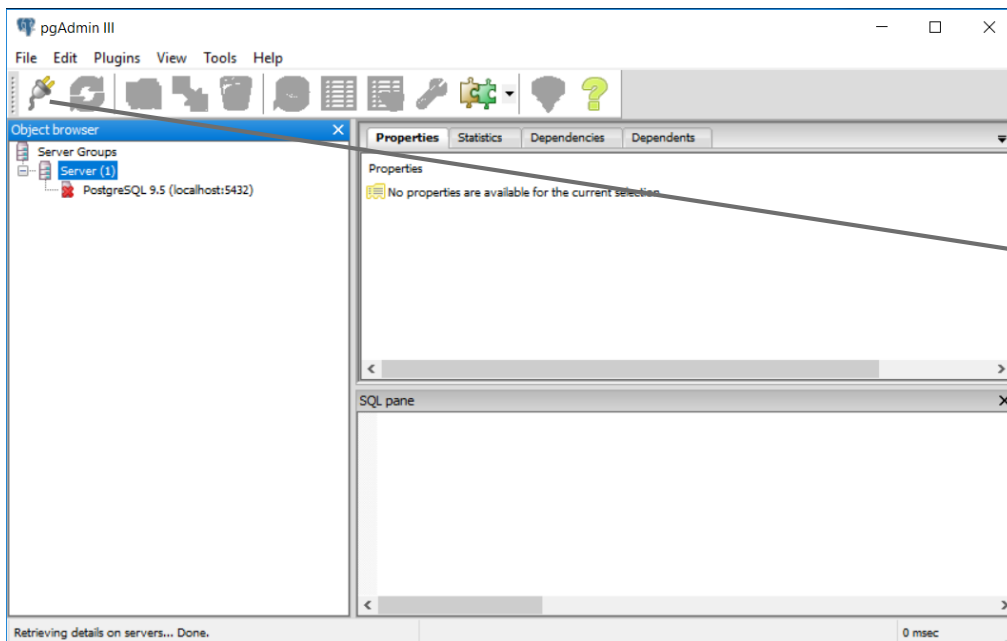 pgAdmin III
File Edit Plugins View Tools Help
Object browser
Server Groups
Server (1)
PostgreSQL 9.5 (localhost:5432)
Properties Statistics Dependencies Dependents
Properties
No properties are available for the current selection
SQL pane
Retrieving details on servers... Done.
0 msec